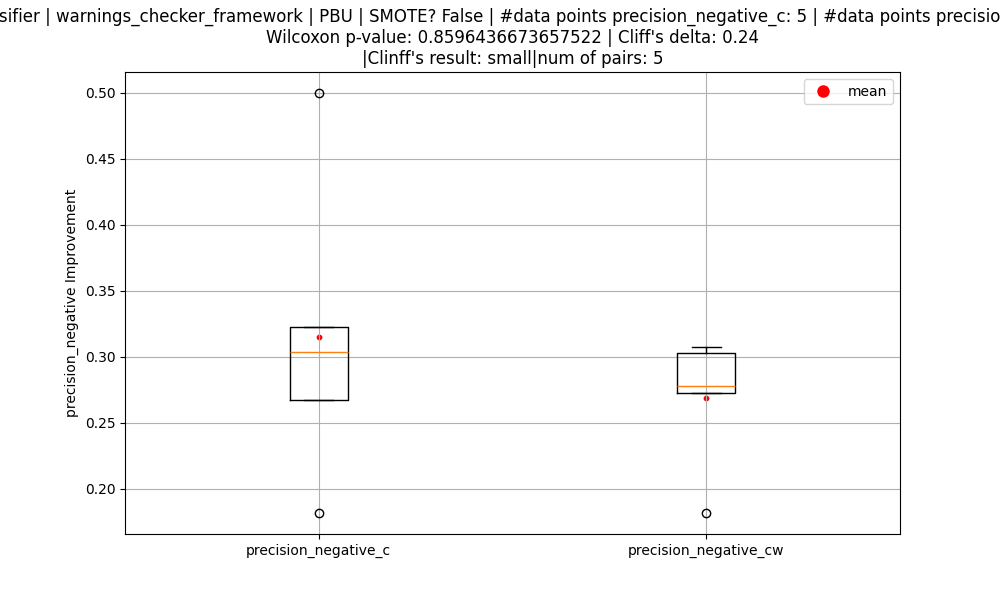 sifier | warnings_checker_framework | PBU | SMOTE? False | #data points precision_negative_c: 5 | #data points precisio
Wilcoxon p-value: 0.8596436673657522 | Cliff's delta: 0.24
|Clinff's result: small|num of pairs: 5
mean
0.50
0.45
0.40
0.35
0.30
0.25
0.20
precision_negative Improvement
precision_negative_c
precision_negative_cw